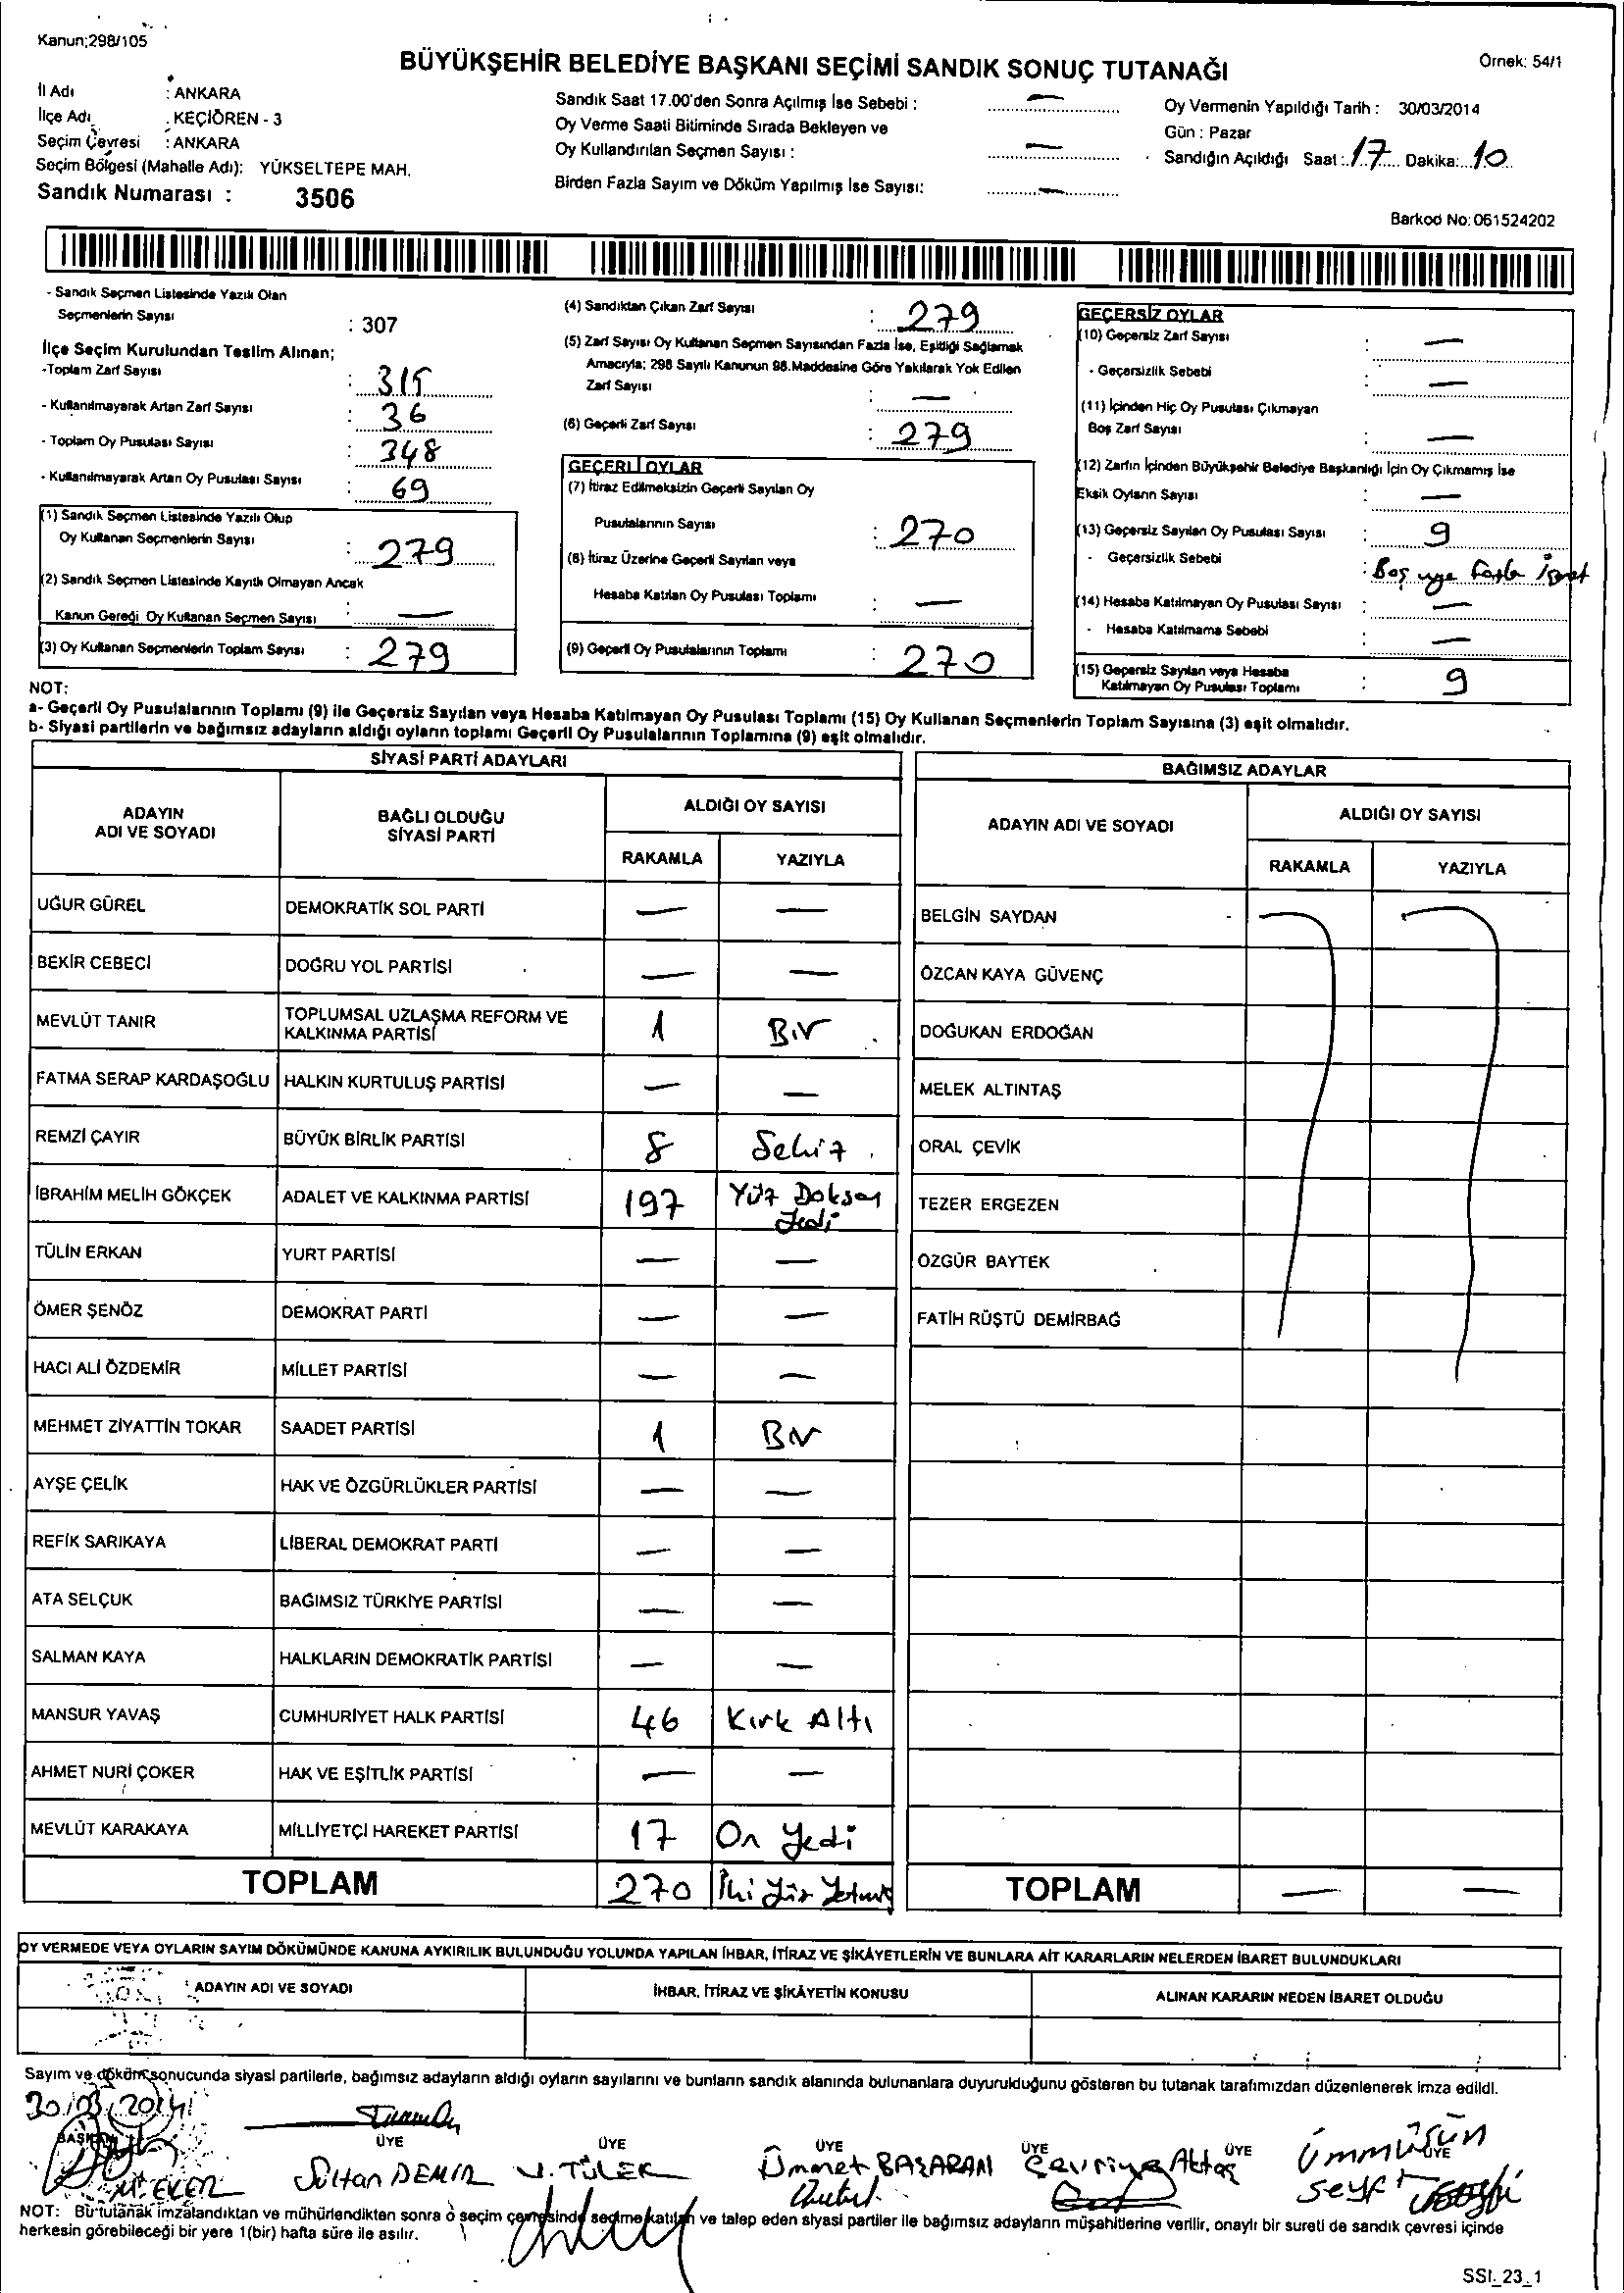 Kanun;298/105
BÜYÜKŞEHİR BELEDİYE BAŞKANI SEÇİMİ SANDIK SONUÇ TUTANAĞI
Örnek: 54/1
İl Adı : ANKARA
İlçe Adı : KEÇİÖREN - 3
Seçim Çevresi : ANKARA
Seçim Bölgesi (Mahalle Adı): YÜKSELTEPE MAH.
Sandık Numarası : 3506
Sandık Saat 17.00'den Sonra Açılmış İse Sebebi : —
Oy Verme Saati Bitiminde Sırada Bekleyen ve
Oy Kullandırılan Seçmen Sayısı : —
Birden Fazla Sayım ve Döküm Yapılmış İse Sayısı: —
Oy Vermenin Yapıldığı Tarih : 30/03/2014
Gün : Pazar
Sandığın Açıldığı Saat : 17 Dakika: 10
Barkod No: 061524202
- Sandık Seçmen Listesinde Yazılı Olan
Seçmenlerin Sayısı : 307
İlçe Seçim Kurulundan Teslim Alınan;
-Toplam Zarf Sayısı : 315
- Kullanılmayarak Artan Zarf Sayısı : 36
- Toplam Oy Pusulası Sayısı : 348
- Kullanılmayarak Artan Oy Pusulası Sayısı : 69
(1) Sandık Seçmen Listesinde Yazılı Olup
Oy Kullanan Seçmenlerin Sayısı : 279
(2) Sandık Seçmen Listesinde Kayıtlı Olmayan Ancak
Kanun Gereği Oy Kullanan Seçmen Sayısı : —
(3) Oy Kullanan Seçmenlerin Toplam Sayısı : 279
(4) Sandıktan Çıkan Zarf Sayısı : 279
(5) Zarf Sayısı Oy Kullanan Seçmen Sayısından Fazla İse, Eşitliği Sağlamak
Amacıyla; 298 Sayılı Kanunun 98.Maddesine Göre Yakılarak Yok Edilen
Zarf Sayısı : —
(6) Geçerli Zarf Sayısı : 279
GEÇERLİ OYLAR
(7) İtiraz Edilmeksizin Geçerli Sayılan Oy
Pusulalarının Sayısı : 270
(8) İtiraz Üzerine Geçerli Sayılan veya
Hesaba Katılan Oy Pusulası Toplamı : —
(9) Geçerli Oy Pusulalarının Toplamı : 270
GEÇERSİZ OYLAR
(10) Geçersiz Zarf Sayısı : —
- Geçersizlik Sebebi : —
(11) İçinden Hiç Oy Pusulası Çıkmayan
Boş Zarf Sayısı : —
(12) Zarfın İçinden Büyükşehir Belediye Başkanlığı İçin Oy Çıkmamış İse
Eksik Oyların Sayısı : —
(13) Geçersiz Sayılan Oy Pusulası Sayısı : 9
- Geçersizlik Sebebi : Boş veya Fazla İşaret
(14) Hesaba Katılmayan Oy Pusulası Sayısı : —
- Hesaba Katılmama Sebebi : —
(15) Geçersiz Sayılan veya Hesaba
Katılmayan Oy Pusulası Toplamı : 9
NOT:
a- Geçerli Oy Pusulalarının Toplamı (9) ile Geçersiz Sayılan veya Hesaba Katılmayan Oy Pusulası Toplamı (15) Oy Kullanan Seçmenlerin Toplam Sayısına (3) eşit olmalıdır.
b- Siyasi partilerin ve bağımsız adayların aldığı oyların toplamı Geçerli Oy Pusulalarının Toplamına (9) eşit olmalıdır.
SİYASİ PARTİ ADAYLARI
ADAYIN ADI VE SOYADI BAĞLI OLDUĞU SİYASİ PARTİ ALDIĞI OY SAYISI
RAKAMLA YAZIYLA
UĞUR GÜREL DEMOKRATİK SOL PARTİ — —
BEKİR CEBECİ DOĞRU YOL PARTİSİ — —
MEVLÜT TANIR TOPLUMSAL UZLAŞMA REFORM VE KALKINMA PARTİSİ 1 Bir
FATMA SERAP KARDAŞOĞLU HALKIN KURTULUŞ PARTİSİ — —
REMZİ ÇAYIR BÜYÜK BİRLİK PARTİSİ 8 Sekiz
İBRAHİM MELİH GÖKÇEK ADALET VE KALKINMA PARTİSİ 197 Yüz Doksan Yedi
TÜLİN ERKAN YURT PARTİSİ — —
ÖMER ŞENÖZ DEMOKRAT PARTİ — —
HACI ALİ ÖZDEMİR MİLLET PARTİSİ — —
MEHMET ZİYATTİN TOKAR SAADET PARTİSİ 1 Bir
AYŞE ÇELİK HAK VE ÖZGÜRLÜKLER PARTİSİ — —
REFİK SARIKAYA LİBERAL DEMOKRAT PARTİ — —
ATA SELÇUK BAĞIMSIZ TÜRKİYE PARTİSİ — —
SALMAN KAYA HALKLARIN DEMOKRATİK PARTİSİ — —
MANSUR YAVAŞ CUMHURİYET HALK PARTİSİ 46 Kırk Altı
AHMET NURİ ÇOKER HAK VE EŞİTLİK PARTİSİ — —
MEVLÜT KARAKAYA MİLLİYETÇİ HAREKET PARTİSİ 17 On Yedi
TOPLAM 270 İki Yüz Yetmiş
BAĞIMSIZ ADAYLAR
ADAYIN ADI VE SOYADI ALDIĞI OY SAYISI
RAKAMLA YAZIYLA
BELGİN SAYDAN
ÖZCAN KAYA GÜVENÇ
DOĞUKAN ERDOĞAN
MELEK ALTINTAŞ
ORAL ÇEVİK
TEZER ERGEZEN
ÖZGÜR BAYTEK
FATİH RÜŞTÜ DEMİRBAĞ
TOPLAM — —
OY VERMEDE VEYA OYLARIN SAYIM DÖKÜMÜNDE KANUNA AYKIRILIK BULUNDUĞU YOLUNDA YAPILAN İHBAR, İTİRAZ VE ŞİKÂYETLERİN VE BUNLARA AİT KARARLARIN NELERDEN İBARET BULUNDUKLARI
ADAYIN ADI VE SOYADI İHBAR, İTİRAZ VE ŞİKÂYETİN KONUSU ALINAN KARARIN NEDEN İBARET OLDUĞU
Sayım ve döküm sonucunda siyasi partilerle, bağımsız adayların aldığı oyların sayılarını ve bunların sandık alanında bulunanlara duyurulduğunu gösteren bu tutanak tarafımızdan düzenlenerek imza edildi.
30/03/2014
BAŞKAN ÜYE ÜYE ÜYE ÜYE ÜYE ÜYE
M. EKER Sultan DEMİR V. TÜLEK Ümmet BAŞARAN Çevriye Aktaş Ümmüsün
NOT: Bu tutanak imzalandıktan ve mühürlendikten sonra o seçim çevresinde seçime katılan ve talep eden siyasi partiler ile bağımsız adayların müşahitlerine verilir, onaylı bir sureti de sandık çevresi içinde
herkesin görebileceği bir yere 1(bir) hafta süre ile asılır.
SSI_23_1